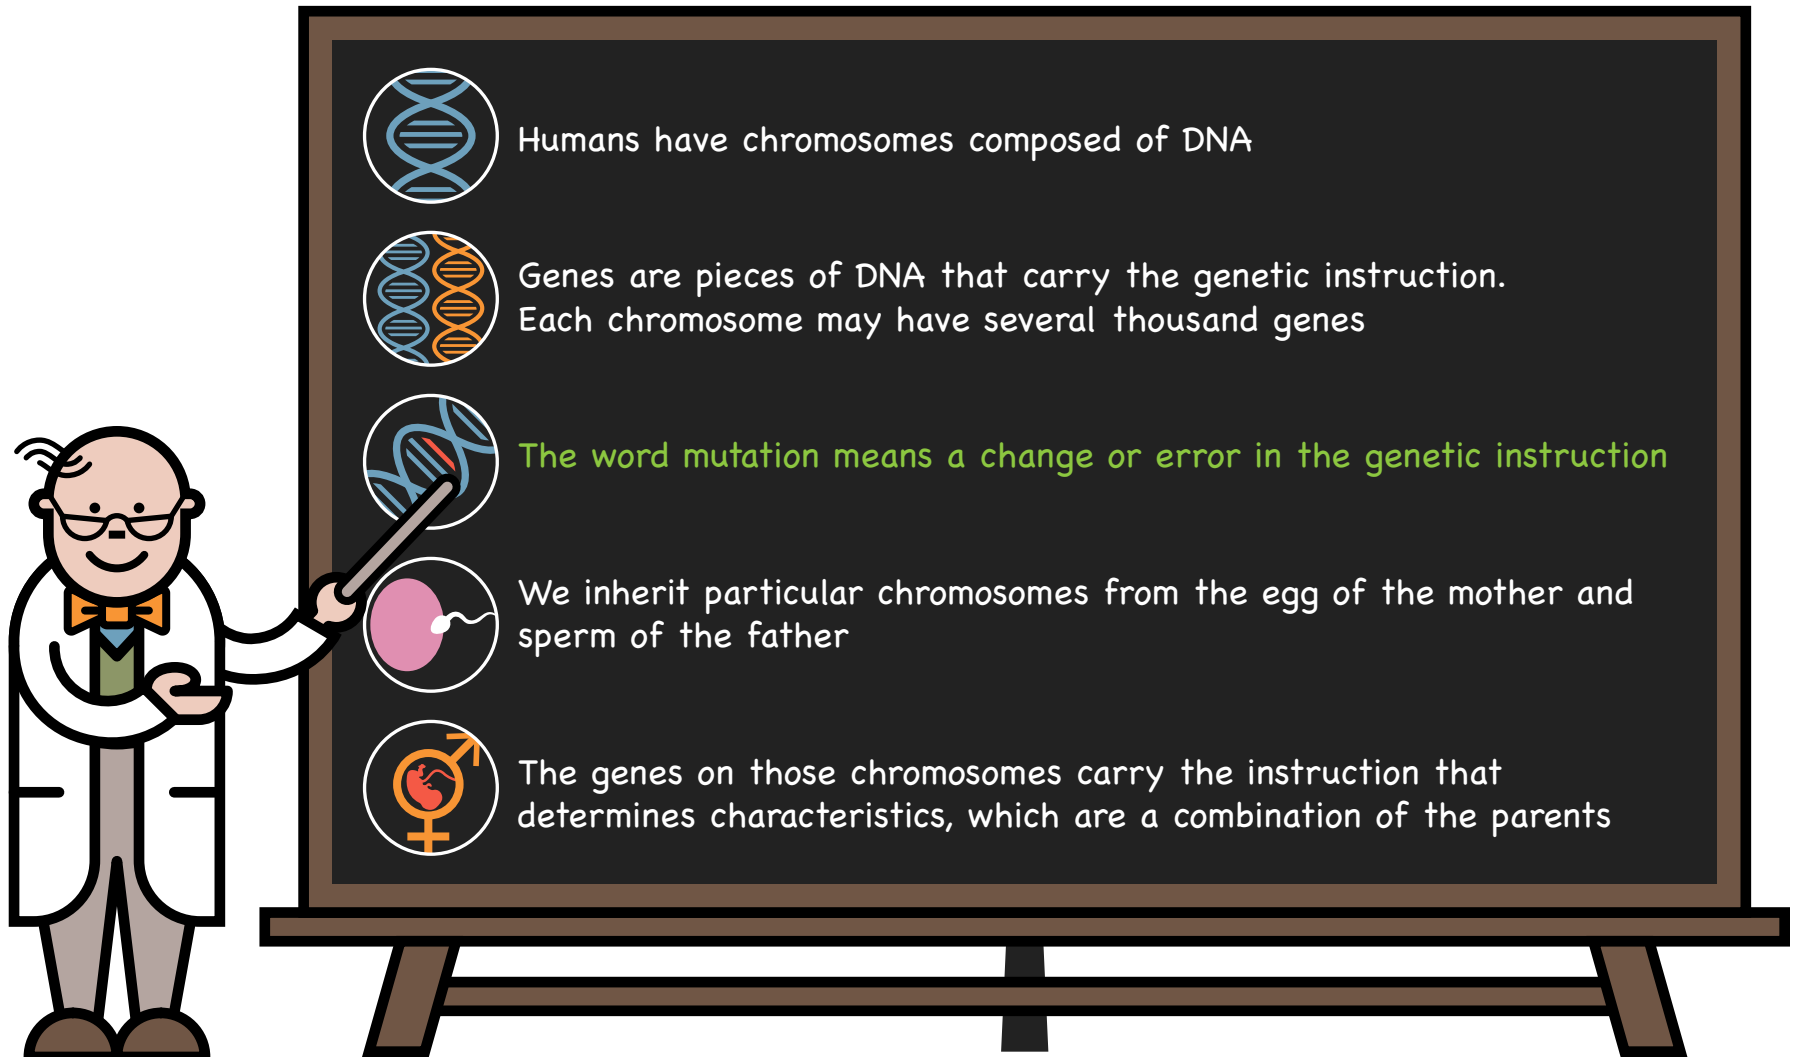 Humans have chromosomes composed of DNA
Genes are pieces of DNA that carry the genetic instruction.
Each chromosome may have several thousand genes
The word mutation means a change or error in the genetic instruction
We inherit particular chromosomes from the egg of the mother and
sperm of the father
The genes on those chromosomes carry the instruction that
determines characteristics, which are a combination of the parents